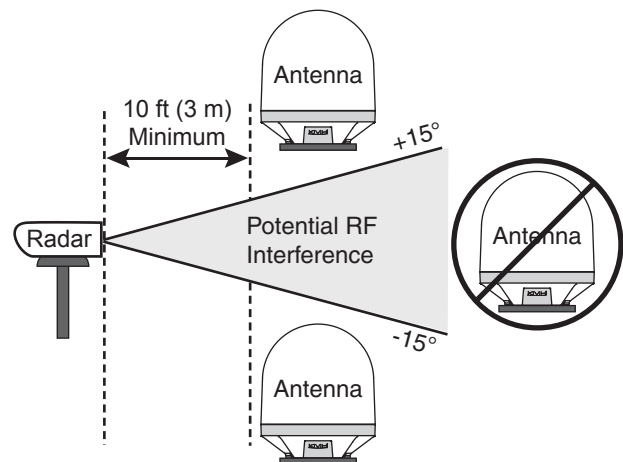 Antenna
10 ft (3 m)
Minimum
+15°
Radar
Potential RF
Interference
Antenna
-15°
Antenna